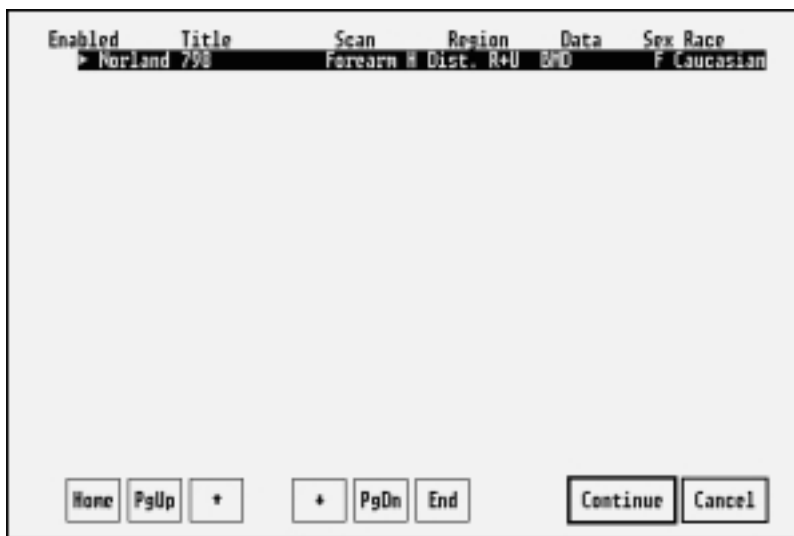 Enabled Title Scan Region Data Sex Race
► Norland 798 Forearm H Dist. R+U BMD F Caucasian
Home PgUp ↑ ↓ PgDn End Continue Cancel